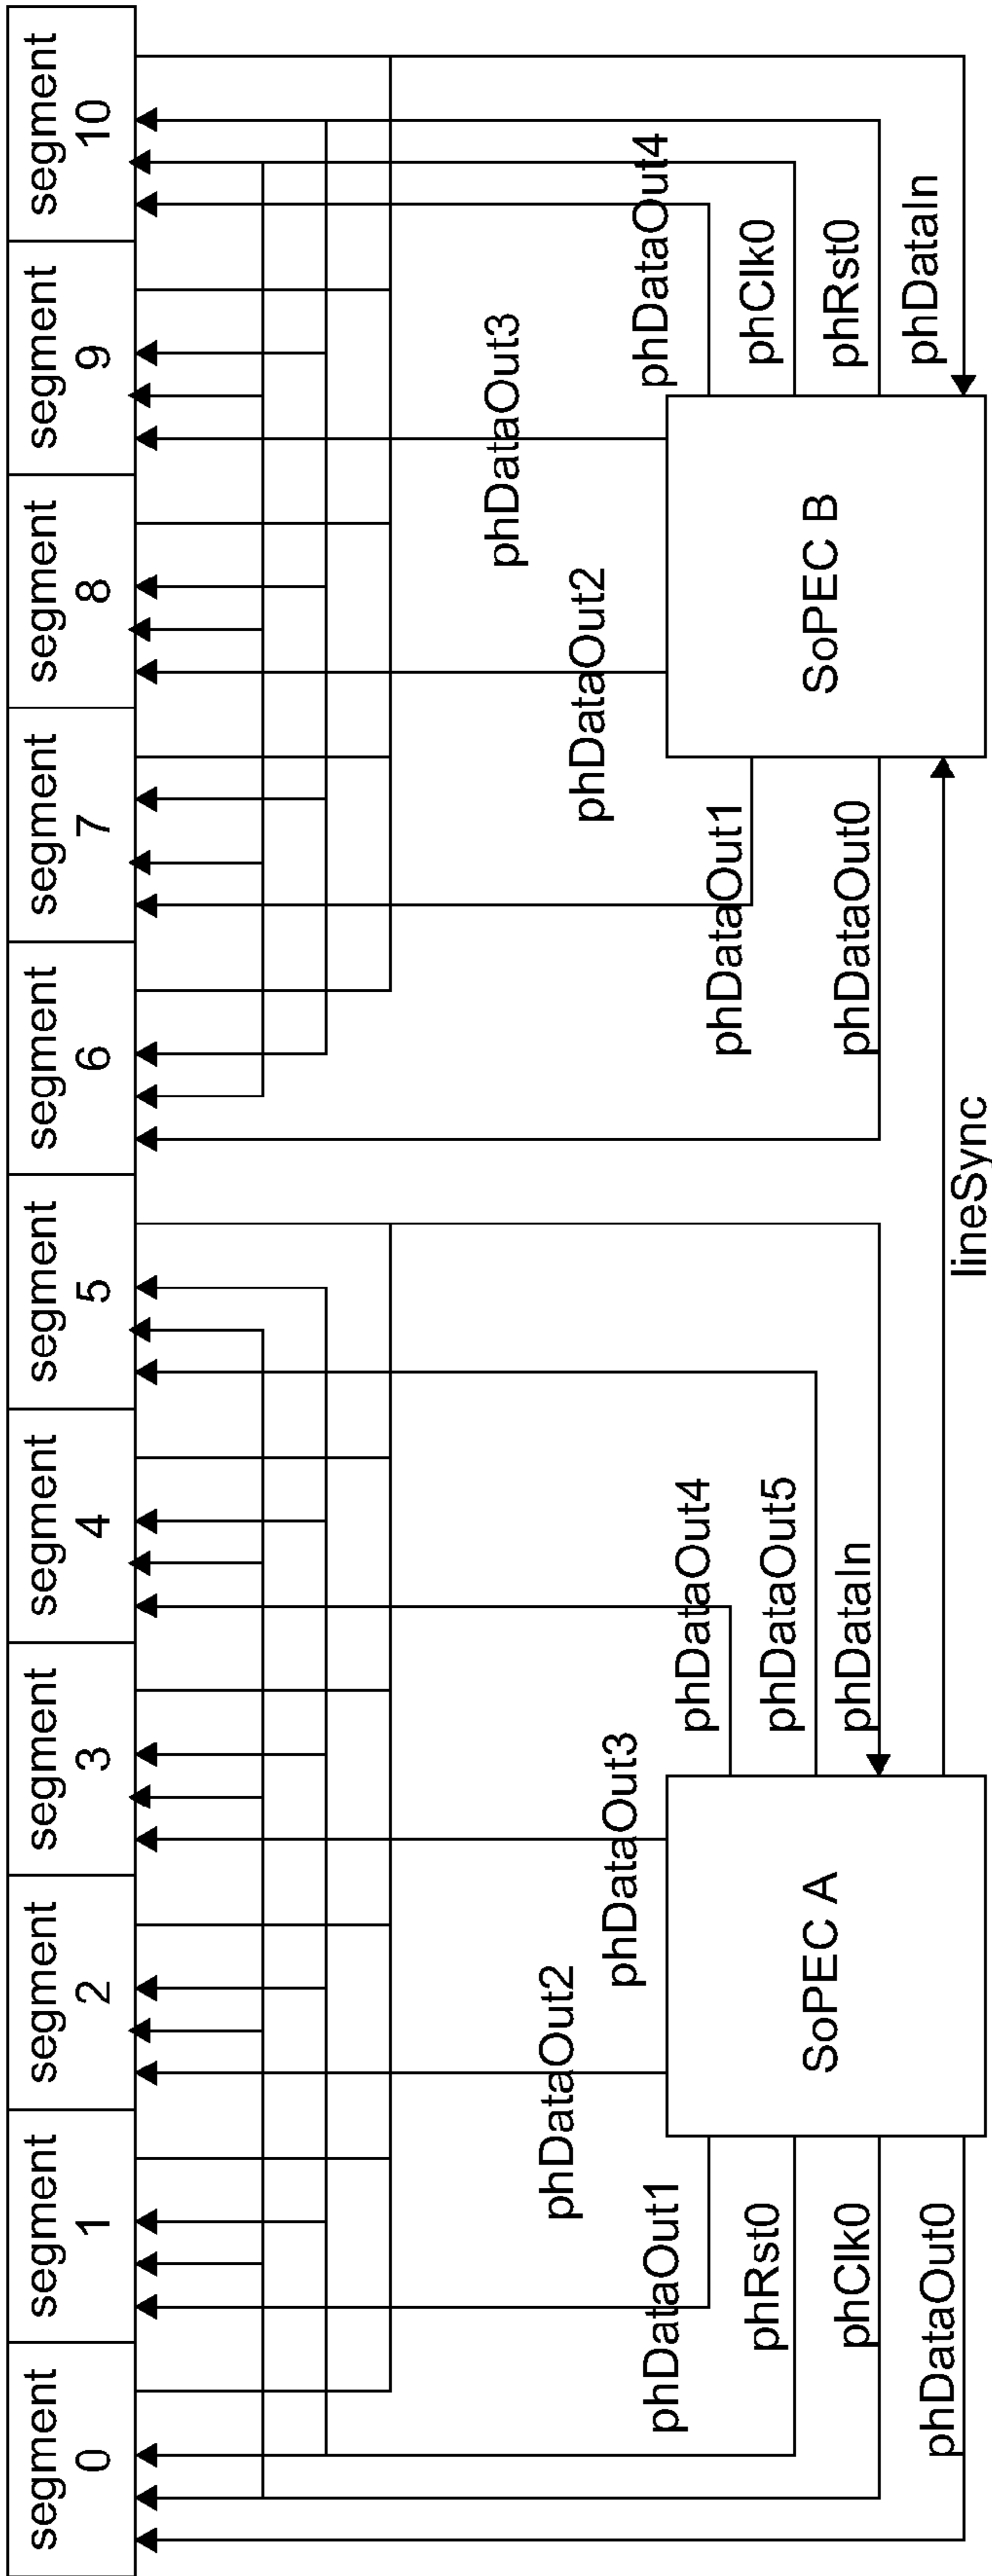 segment
0
segment
1
segment
2
segment
3
segment
4
segment
5
segment
6
segment
7
segment
8
segment
9
segment
10
phDataOut2
phDataOut3
phDataOut1
phRst0
phClk0
phDataOut0
SoPEC A
phDataOut4
phDataOut5
phDataIn
lineSync
phDataOut1
phDataOut0
phDataOut2
phDataOut3
SoPEC B
phDataOut4
phClk0
phRst0
phDataIn